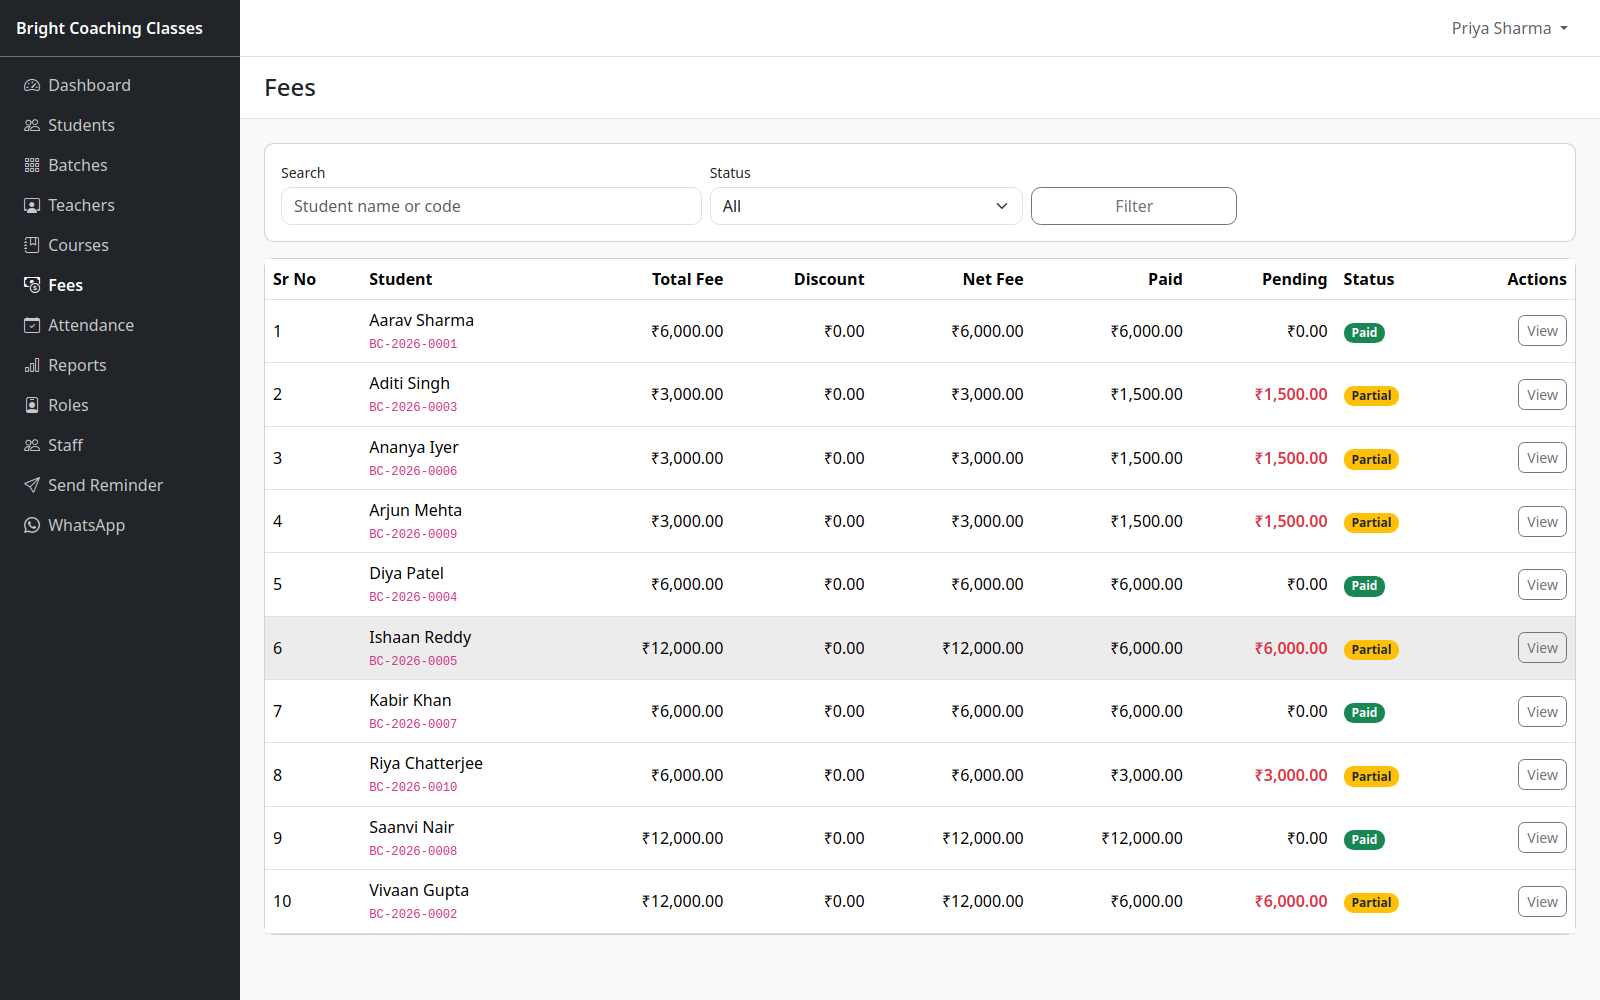 Bright Coaching Classes
Priya Sharma
Dashboard
Students
Batches
Teachers
Courses
Fees
Attendance
Reports
Roles
Staff
Send Reminder
WhatsApp
Fees
Search Status
Student name or code All Filter
Sr No Student Total Fee Discount Net Fee Paid Pending Status Actions
1 Aarav Sharma ₹6,000.00 ₹0.00 ₹6,000.00 ₹6,000.00 ₹0.00 Paid View
BC-2026-0001
2 Aditi Singh ₹3,000.00 ₹0.00 ₹3,000.00 ₹1,500.00 ₹1,500.00 Partial View
BC-2026-0003
3 Ananya Iyer ₹3,000.00 ₹0.00 ₹3,000.00 ₹1,500.00 ₹1,500.00 Partial View
BC-2026-0006
4 Arjun Mehta ₹3,000.00 ₹0.00 ₹3,000.00 ₹1,500.00 ₹1,500.00 Partial View
BC-2026-0009
5 Diya Patel ₹6,000.00 ₹0.00 ₹6,000.00 ₹6,000.00 ₹0.00 Paid View
BC-2026-0004
6 Ishaan Reddy ₹12,000.00 ₹0.00 ₹12,000.00 ₹6,000.00 ₹6,000.00 Partial View
BC-2026-0005
7 Kabir Khan ₹6,000.00 ₹0.00 ₹6,000.00 ₹6,000.00 ₹0.00 Paid View
BC-2026-0007
8 Riya Chatterjee ₹6,000.00 ₹0.00 ₹6,000.00 ₹3,000.00 ₹3,000.00 Partial View
BC-2026-0010
9 Saanvi Nair ₹12,000.00 ₹0.00 ₹12,000.00 ₹12,000.00 ₹0.00 Paid View
BC-2026-0008
10 Vivaan Gupta ₹12,000.00 ₹0.00 ₹12,000.00 ₹6,000.00 ₹6,000.00 Partial View
BC-2026-0002